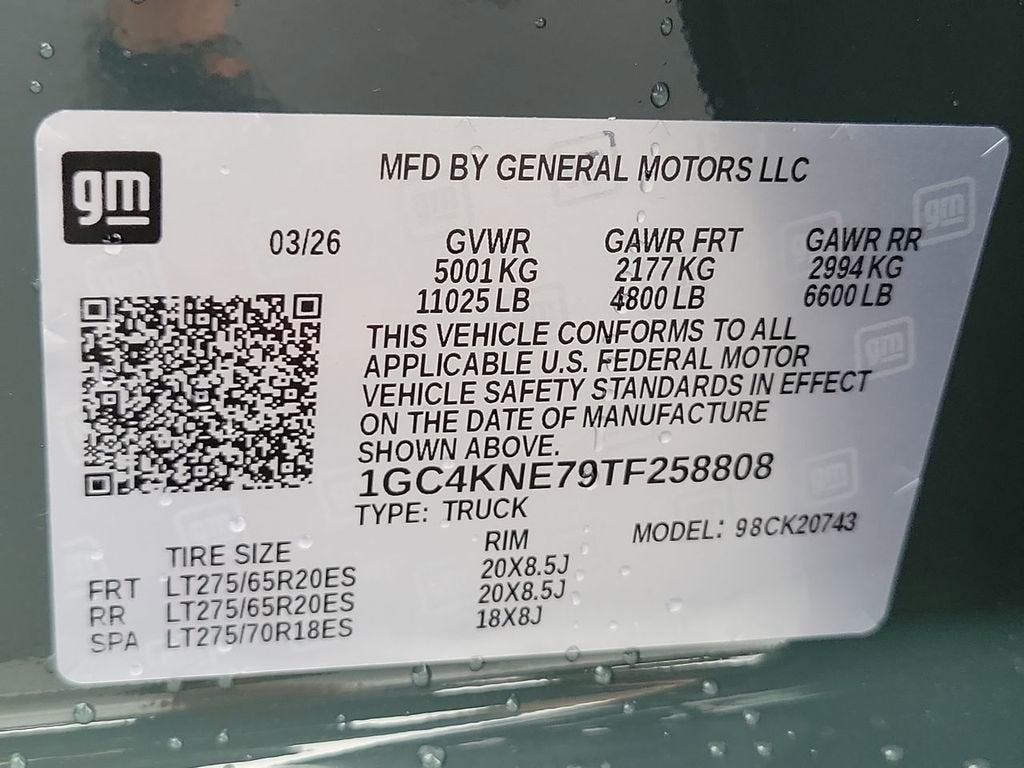 gm
MFD BY GENERAL MOTORS LLC
03/26 GVWR GAWR FRT GAWR RR
5001 KG 2177 KG 2994 KG
11025 LB 4800 LB 6600 LB
THIS VEHICLE CONFORMS TO ALL
APPLICABLE U.S. FEDERAL MOTOR
VEHICLE SAFETY STANDARDS IN EFFECT
ON THE DATE OF MANUFACTURE
SHOWN ABOVE.
1GC4KNE79TF258808
TYPE: TRUCK
MODEL: 98CK20743
TIRE SIZE RIM
FRT LT275/65R20ES 20X8.5J
RR LT275/65R20ES 20X8.5J
SPA LT275/70R18ES 18X8J